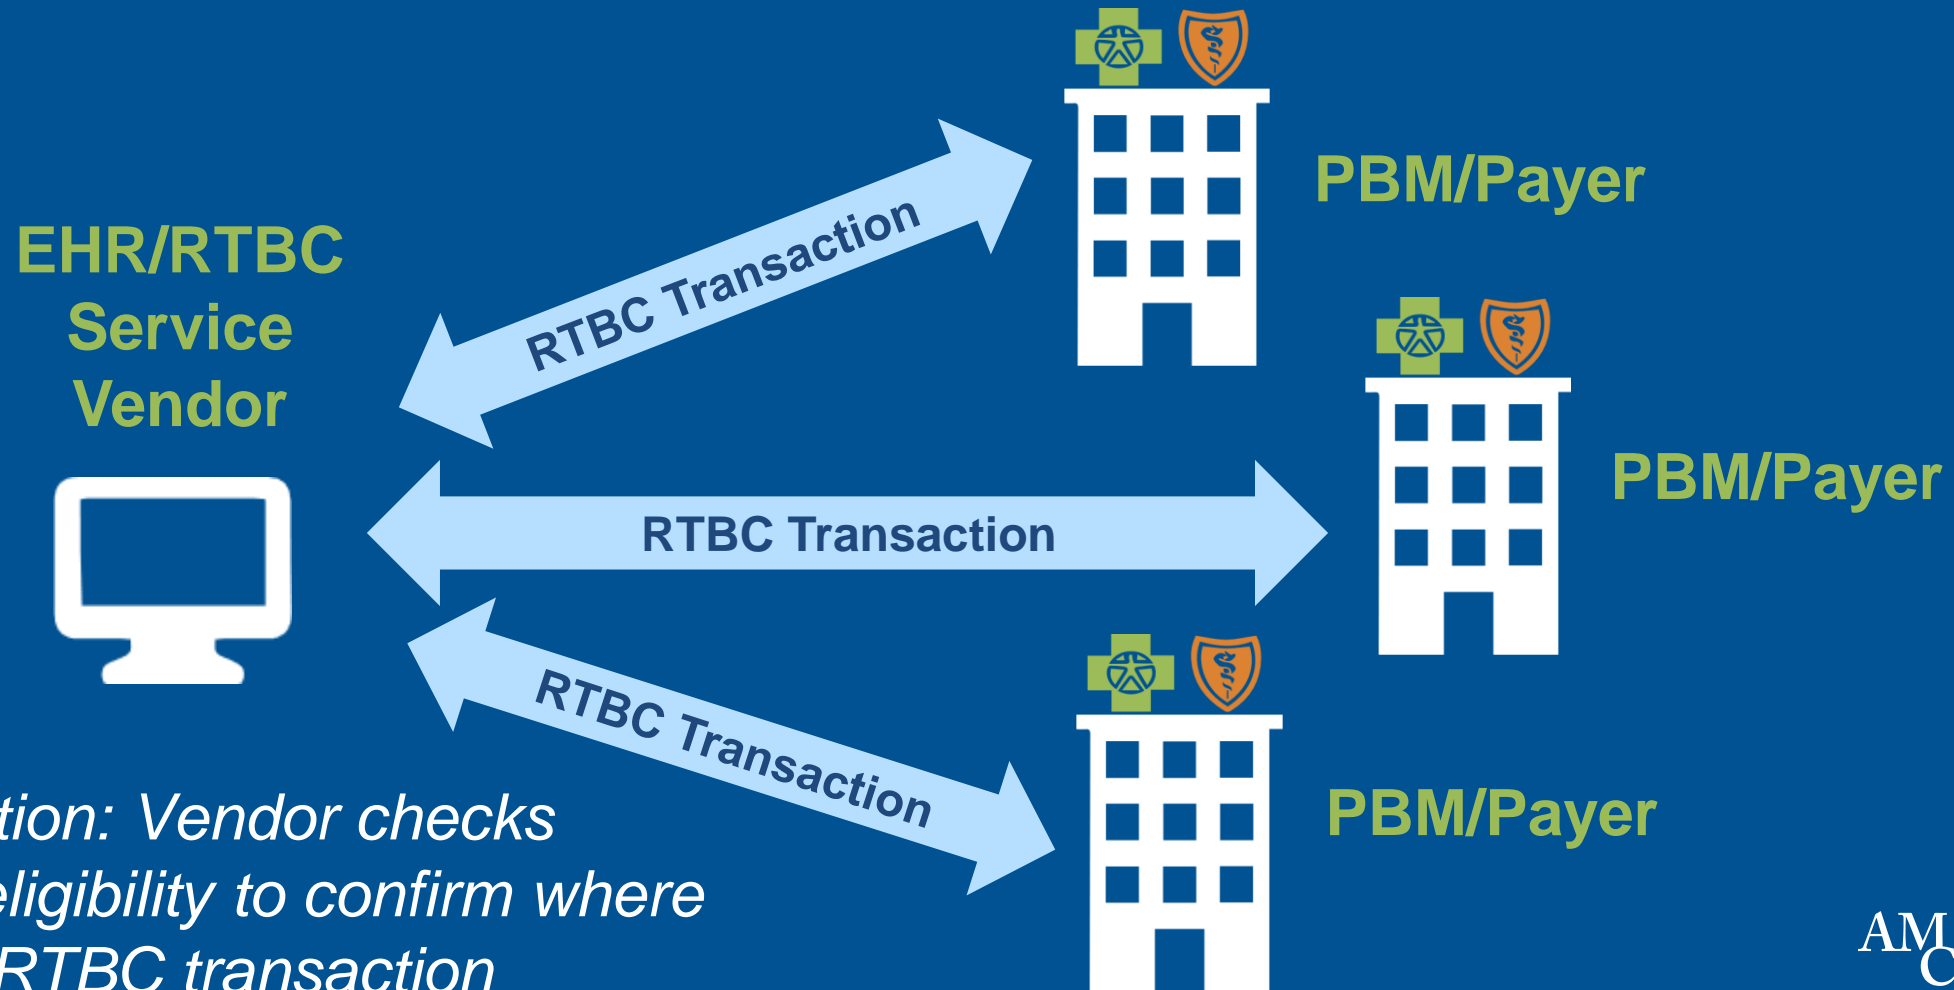 PBM/Payer
EHR/RTBC
Service
Vendor
RTBC Transaction
PBM/Payer
RTBC Transaction
RTBC Transaction
PBM/Payer
tion: Vendor checks
eligibility to confirm where
RTBC transaction
AM
C